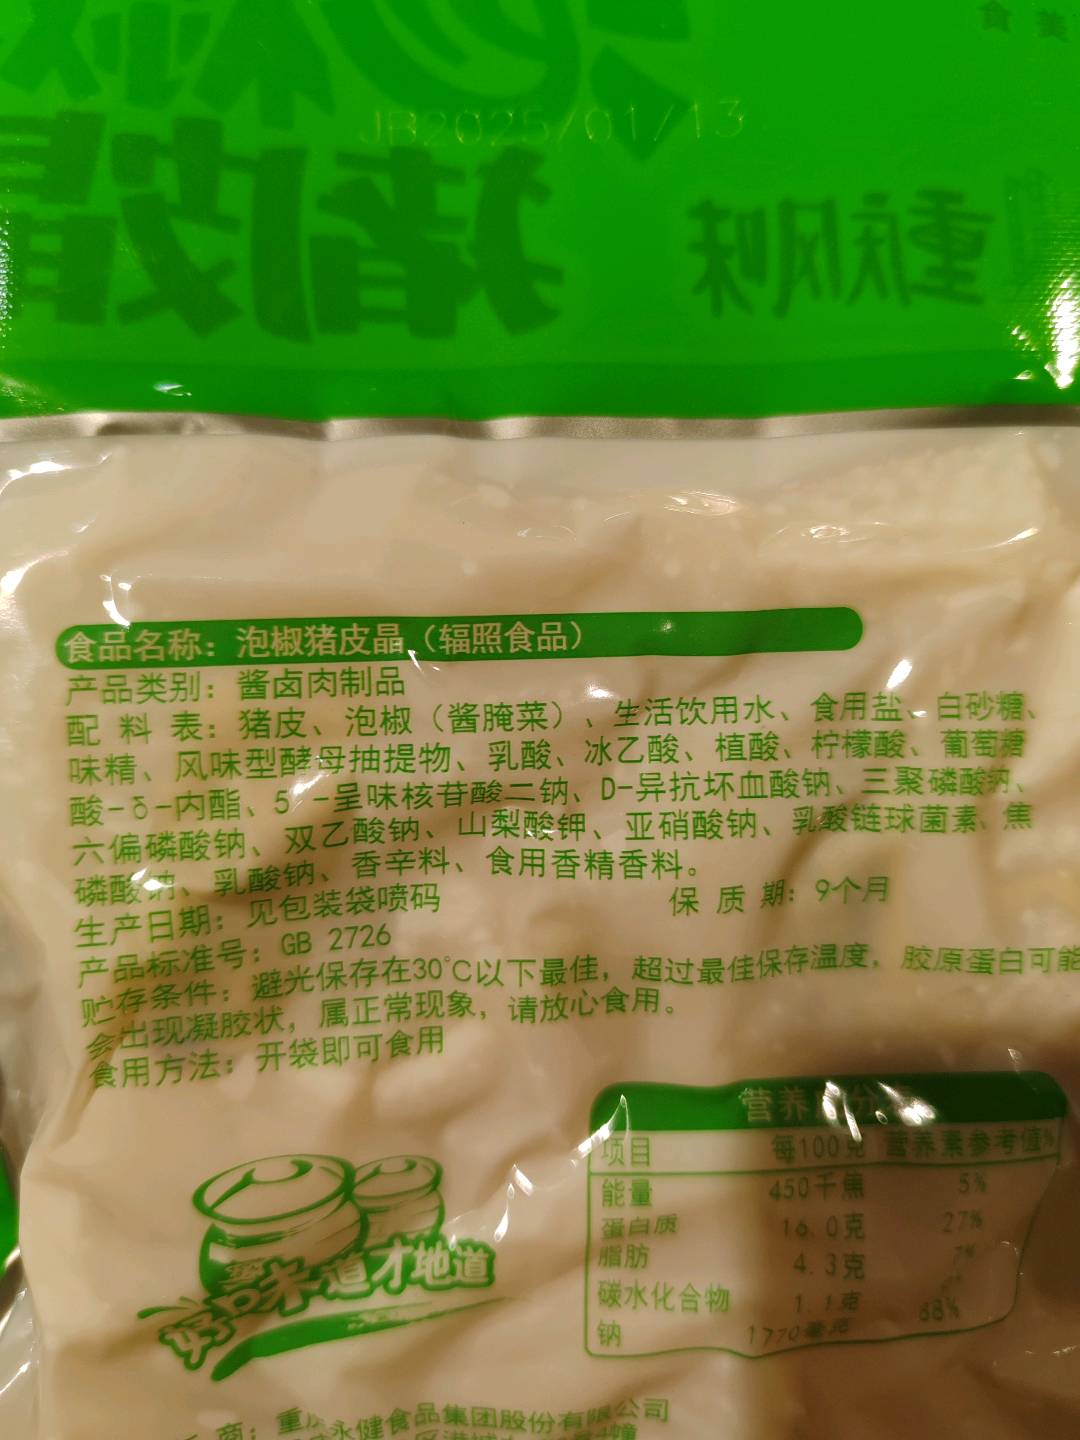 美食
JB2025/01/13
猪皮晶
重庆风味
食品名称：泡椒猪皮晶（辐照食品）
产品类别：酱卤肉制品
配 料 表：猪皮、泡椒（酱腌菜）、生活饮用水、食用盐、白砂糖、
味精、风味型酵母抽提物、乳酸、冰乙酸、植酸、柠檬酸、葡萄糖
酸-δ-内酯、5'-呈味核苷酸二钠、D-异抗坏血酸钠、三聚磷酸钠、
六偏磷酸钠、双乙酸钠、山梨酸钾、亚硝酸钠、乳酸链球菌素、焦
磷酸钠、乳酸钠、香辛料、食用香精香料。
生产日期：见包装袋喷码 保 质 期：9个月
产品标准号：GB 2726
贮存条件：避光保存在30℃以下最佳，超过最佳保存温度，胶原蛋白可能
会出现凝胶状，属正常现象，请放心食用。
食用方法：开袋即可食用
营养 分
项目 每100克 营养素参考值%
能量 450千焦 5%
蛋白质 16.0克 27%
脂肪 4.3克 7%
碳水化合物 1.1克
钠 1770毫克 88%
好味道才地道
商：重庆永健食品集团股份有限公司